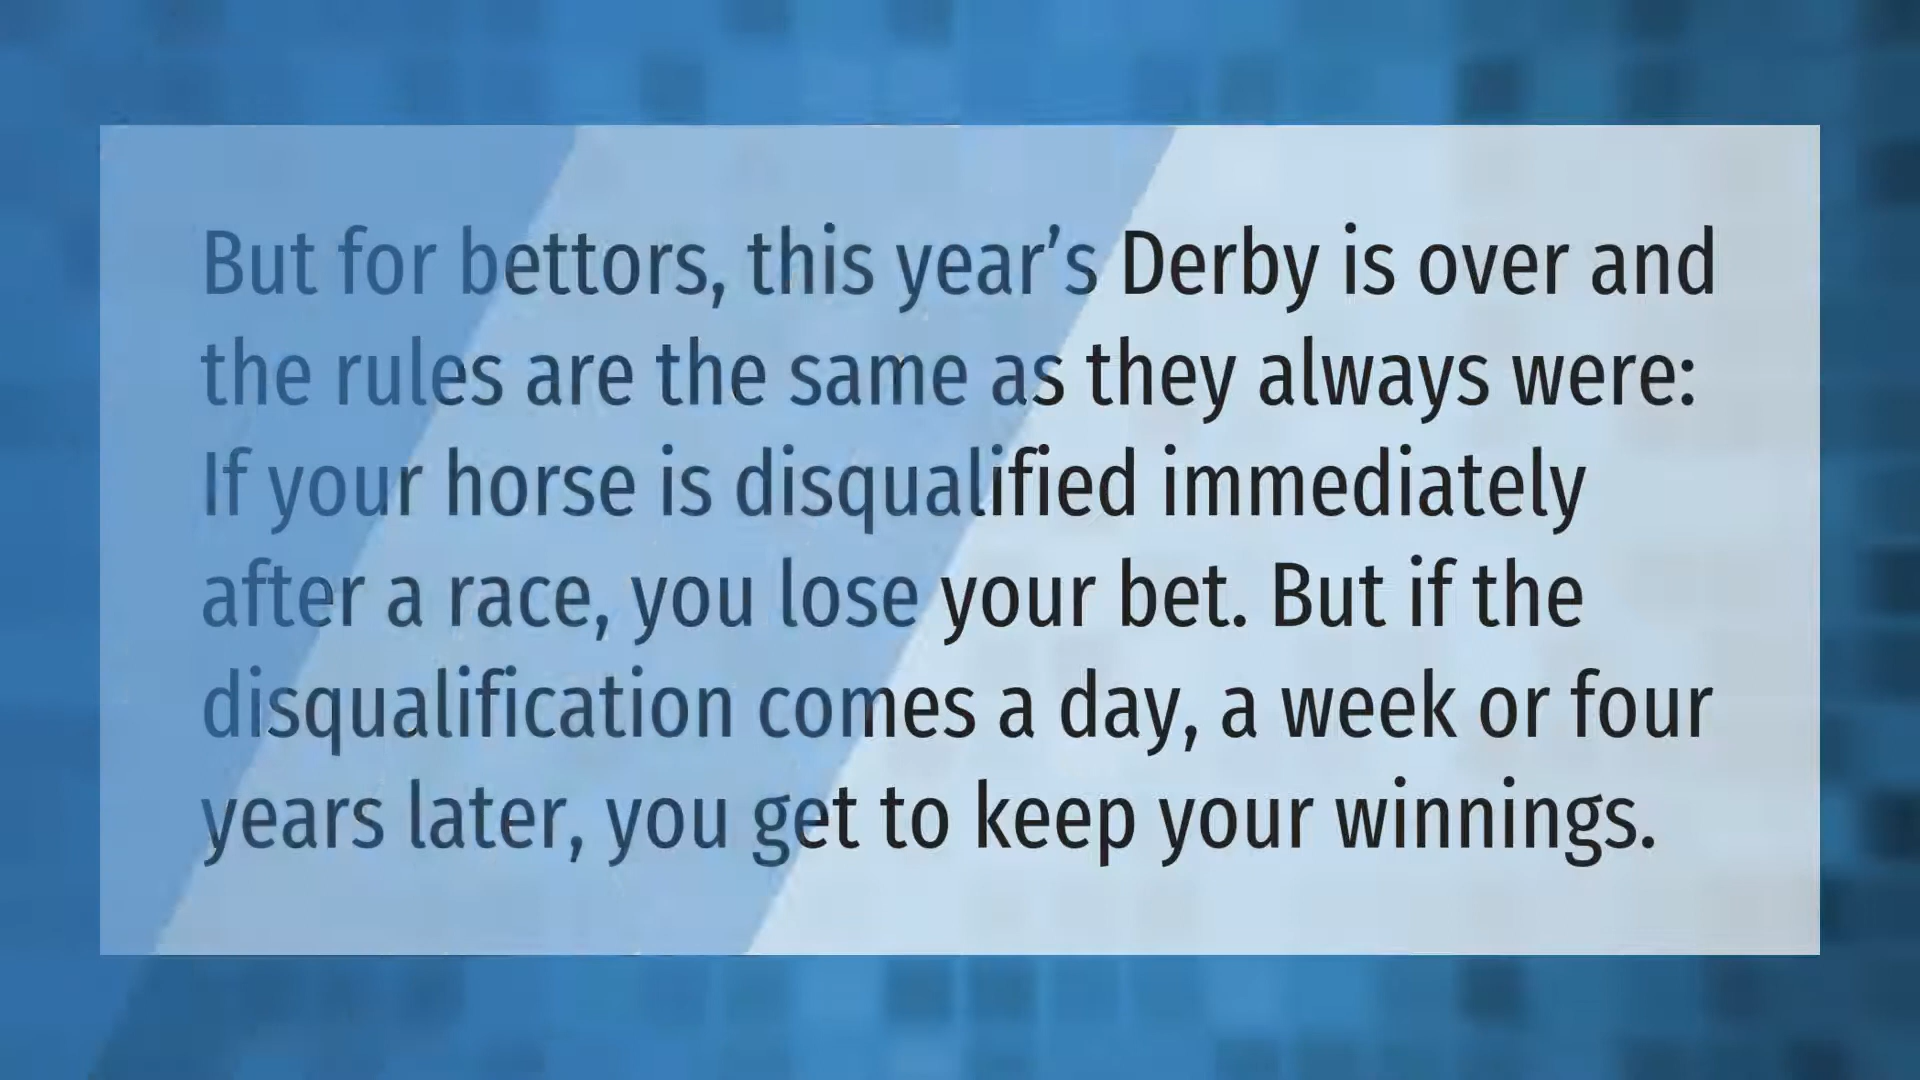 But for bettors, this year’s Derby is over and
the rules are the same as they always were:
If your horse is disqualified immediately
after a race, you lose your bet. But if the
disqualification comes a day, a week or four
years later, you get to keep your winnings.